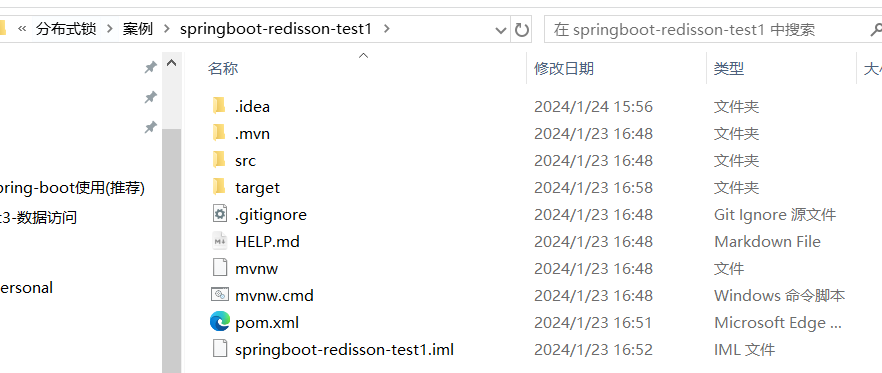 « 分布式锁 > 案例 > springboot-redisson-test1 >
在 springboot-redisson-test1 中搜索
名称 修改日期 类型 大小
.idea 2024/1/24 15:56 文件夹
.mvn 2024/1/23 16:48 文件夹
src 2024/1/23 16:48 文件夹
target 2024/1/23 16:58 文件夹
.gitignore 2024/1/23 16:48 Git Ignore 源文件
HELP.md 2024/1/23 16:48 Markdown File
mvnw 2024/1/23 16:48 文件
mvnw.cmd 2024/1/23 16:48 Windows 命令脚本
pom.xml 2024/1/23 16:51 Microsoft Edge ...
springboot-redisson-test1.iml 2024/1/23 16:52 IML 文件
pring-boot使用(推荐)
t3-数据访问
ersonal